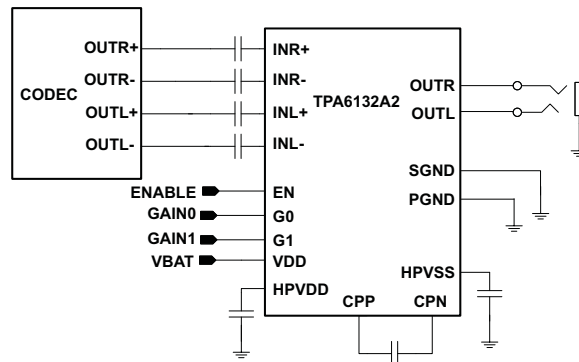 CODEC
OUTR+
OUTR-
OUTL+
OUTL-
INR+
INR-
INL+
INL-
TPA6132A2
OUTR
OUTL
SGND
PGND
ENABLE
EN
GAIN0
G0
GAIN1
G1
VBAT
VDD
HPVDD
HPVSS
CPP
CPN